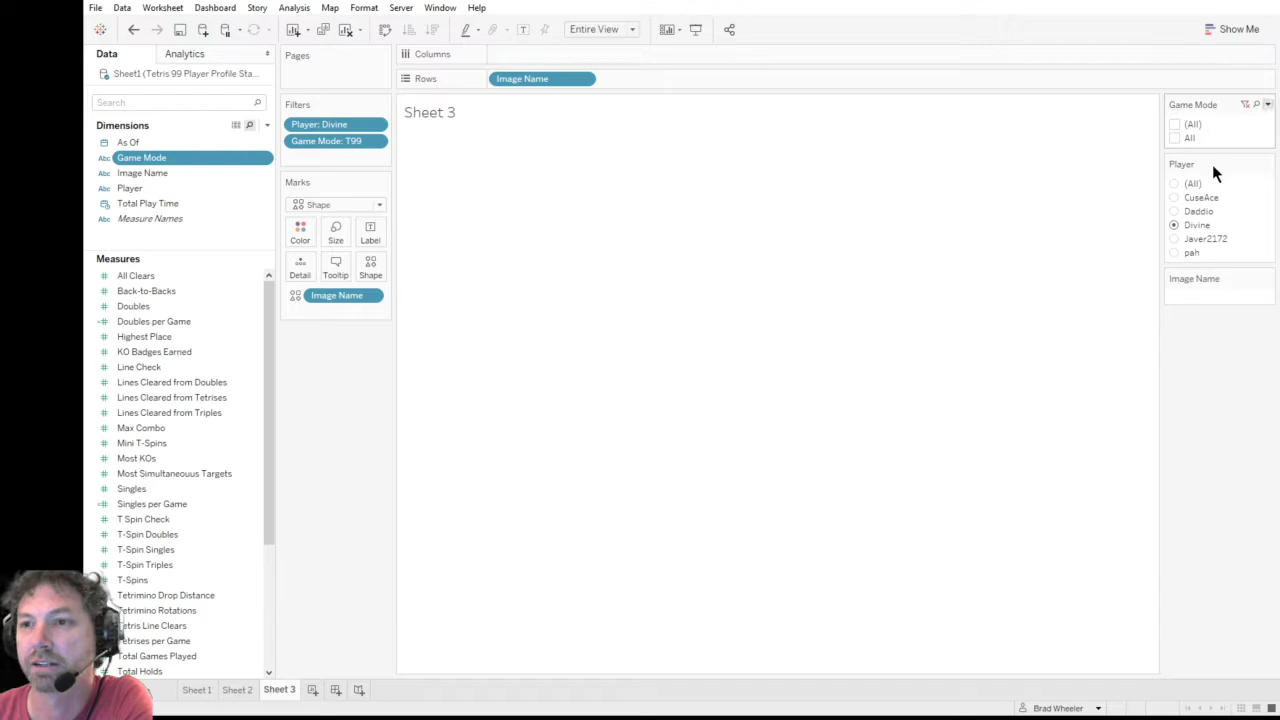 File Data Worksheet Dashboard Story Analysis Map Format Server Window Help
Entire View
Show Me
Data Analytics
Sheet1 (Tetris 99 Player Profile Sta...
Search
Dimensions
As Of
Abc Game Mode
Abc Image Name
Abc Player
Total Play Time
Abc Measure Names
Measures
All Clears
Back-to-Backs
Doubles
Doubles per Game
Highest Place
KO Badges Earned
Line Check
Lines Cleared from Doubles
Lines Cleared from Tetrises
Lines Cleared from Triples
Max Combo
Mini T-Spins
Most KOs
Most Simultaneouus Targets
Singles
Singles per Game
T Spin Check
T-Spin Doubles
T-Spin Singles
T-Spin Triples
T-Spins
Tetrimino Drop Distance
Tetrimino Rotations
Tetris Line Clears
Tetrises per Game
Total Games Played
Total Holds
Pages
Filters
Player: Divine
Game Mode: T99
Marks
Shape
Color Size Label
Detail Tooltip Shape
Image Name
Columns
Rows Image Name
Sheet 3
Game Mode
(All)
All
Player
(All)
CuseAce
Daddio
Divine
Javer2172
pah
Image Name
Sheet 1 Sheet 2 Sheet 3
Brad Wheeler